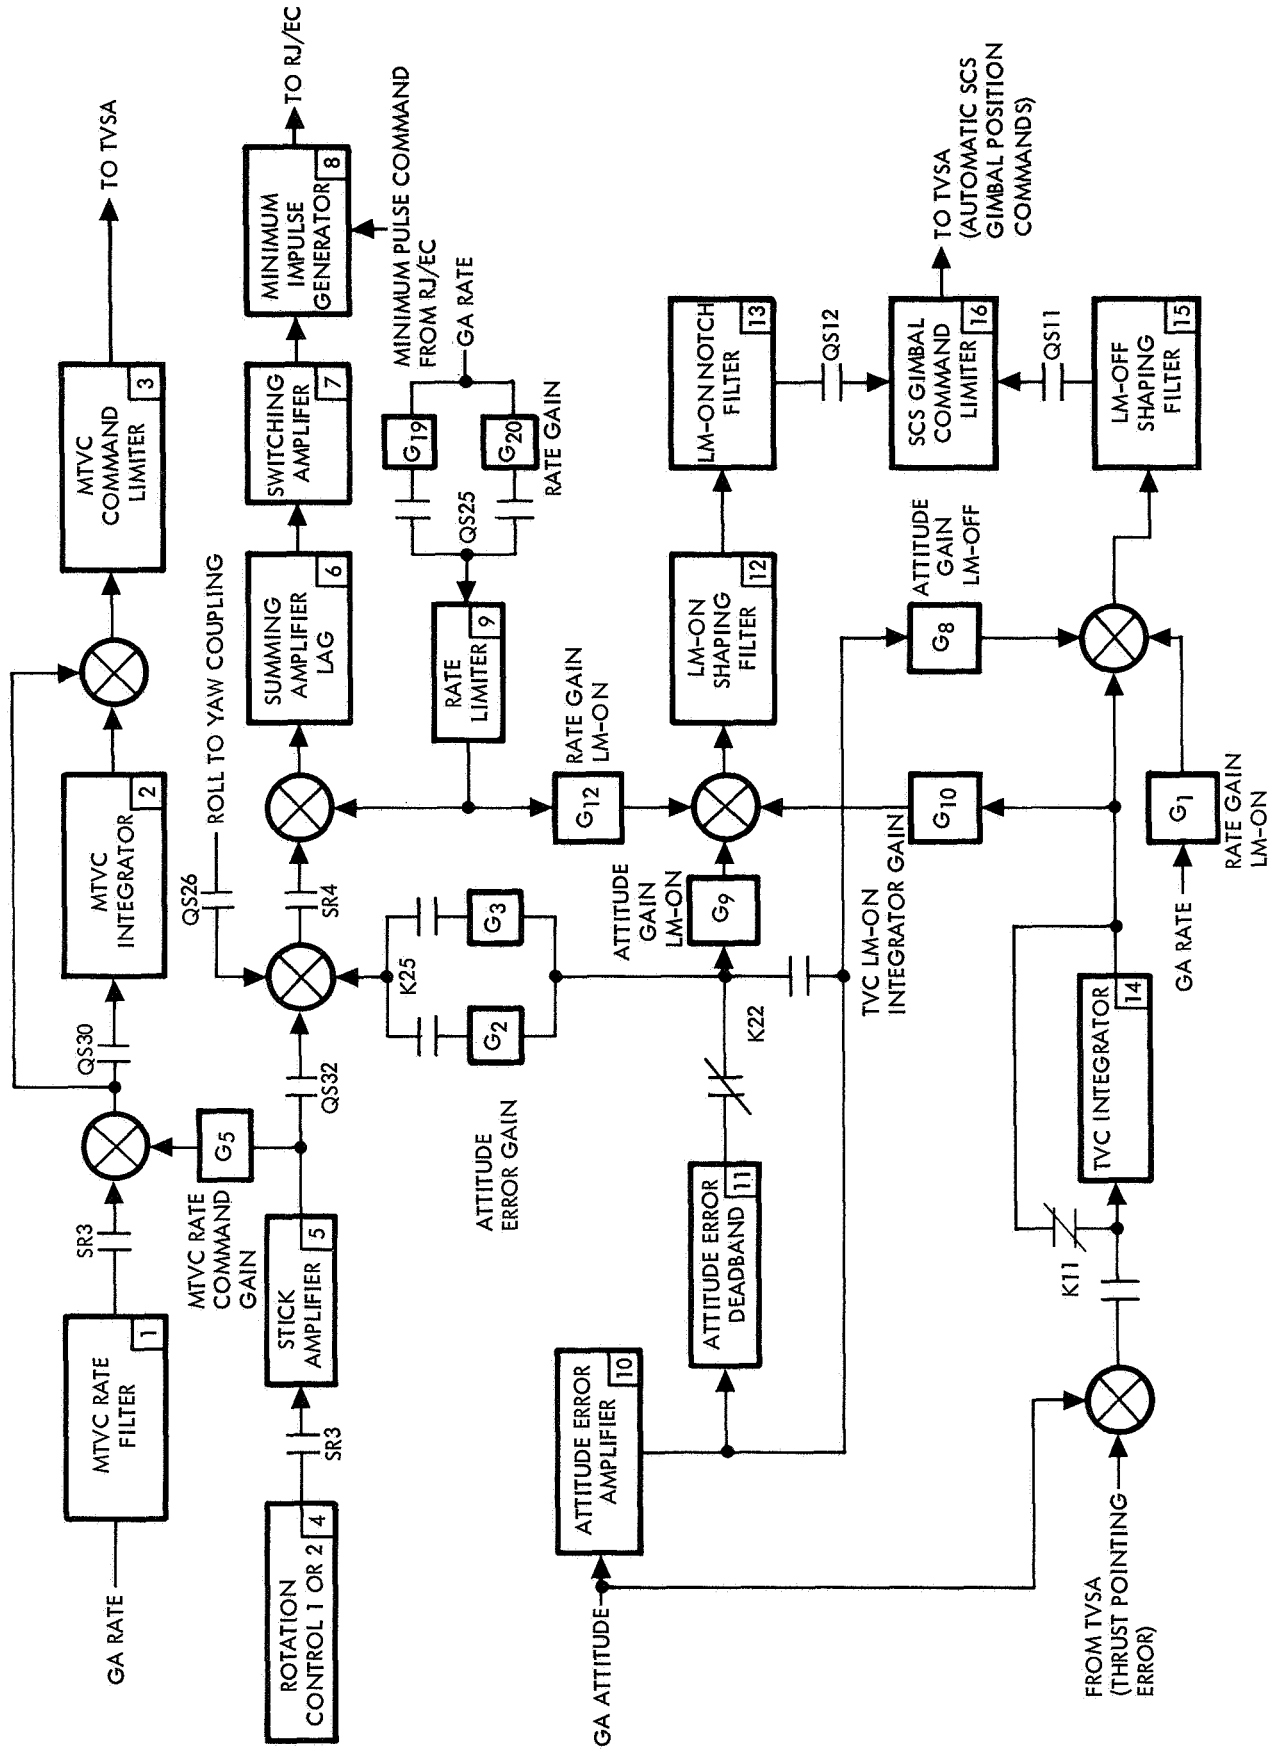 GA RATE
MTVC RATE
FILTER
1
SR3
QS30
MTVC
INTEGRATOR
2
MTVC
COMMAND
LIMITER
3
TO TVSA
MTVC RATE
COMMAND
GAIN
G5
ROTATION
CONTROL 1 OR 2
4
SR3
STICK
AMPLIFIER
5
QS32
QS26
ROLL TO YAW COUPLING
SR4
SUMMING
AMPLIFIER
LAG
6
SWITCHING
AMPLIFER
7
MINIMUM
IMPULSE
GENERATOR
8
TO RJ/EC
MINIMUM PULSE COMMAND
FROM RJ/EC
GA RATE
G19
G20
RATE GAIN
QS25
RATE
LIMITER
9
K25
G2
G3
ATTITUDE
ERROR GAIN
RATE GAIN
LM-ON
G12
ATTITUDE
GAIN
LM-ON
G9
GA ATTITUDE
ATTITUDE ERROR
AMPLIFIER
10
ATTITUDE ERROR
DEADBAND
11
K22
LM-ON
SHAPING
FILTER
12
LM-ON NOTCH
FILTER
13
QS12
SCS GIMBAL
COMMAND
LIMITER
16
TO TVSA
(AUTOMATIC SCS
GIMBAL POSITION
COMMANDS)
TVC LM-ON
INTEGRATOR GAIN
G10
G8
ATTITUDE
GAIN
LM-OFF
QS11
LM-OFF
SHAPING
FILTER
15
FROM TVSA
(THRUST POINTING
ERROR)
K11
TVC INTEGRATOR
14
GA RATE
G1
RATE GAIN
LM-ON